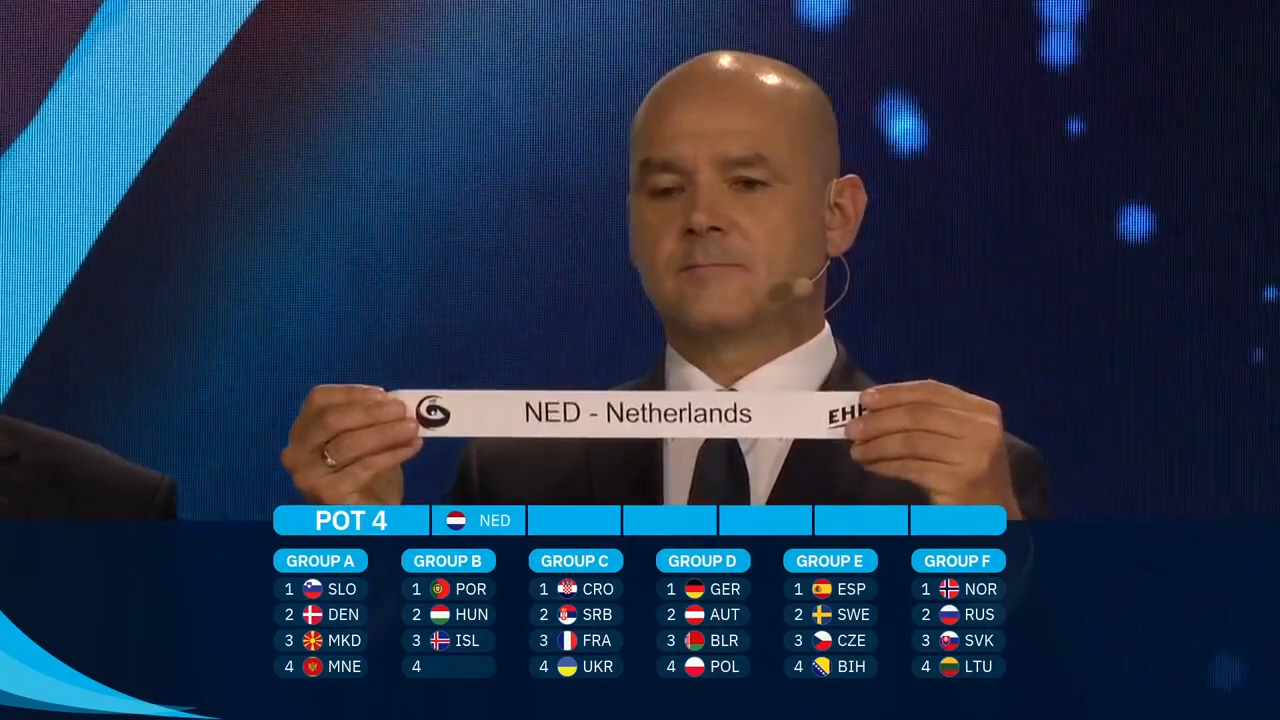 NED - Netherlands
EHF
POT 4 NED
GROUP A GROUP B GROUP C GROUP D GROUP E GROUP F
1 SLO 1 POR 1 CRO 1 GER 1 ESP 1 NOR
2 DEN 2 HUN 2 SRB 2 AUT 2 SWE 2 RUS
3 MKD 3 ISL 3 FRA 3 BLR 3 CZE 3 SVK
4 MNE 4 4 UKR 4 POL 4 BIH 4 LTU